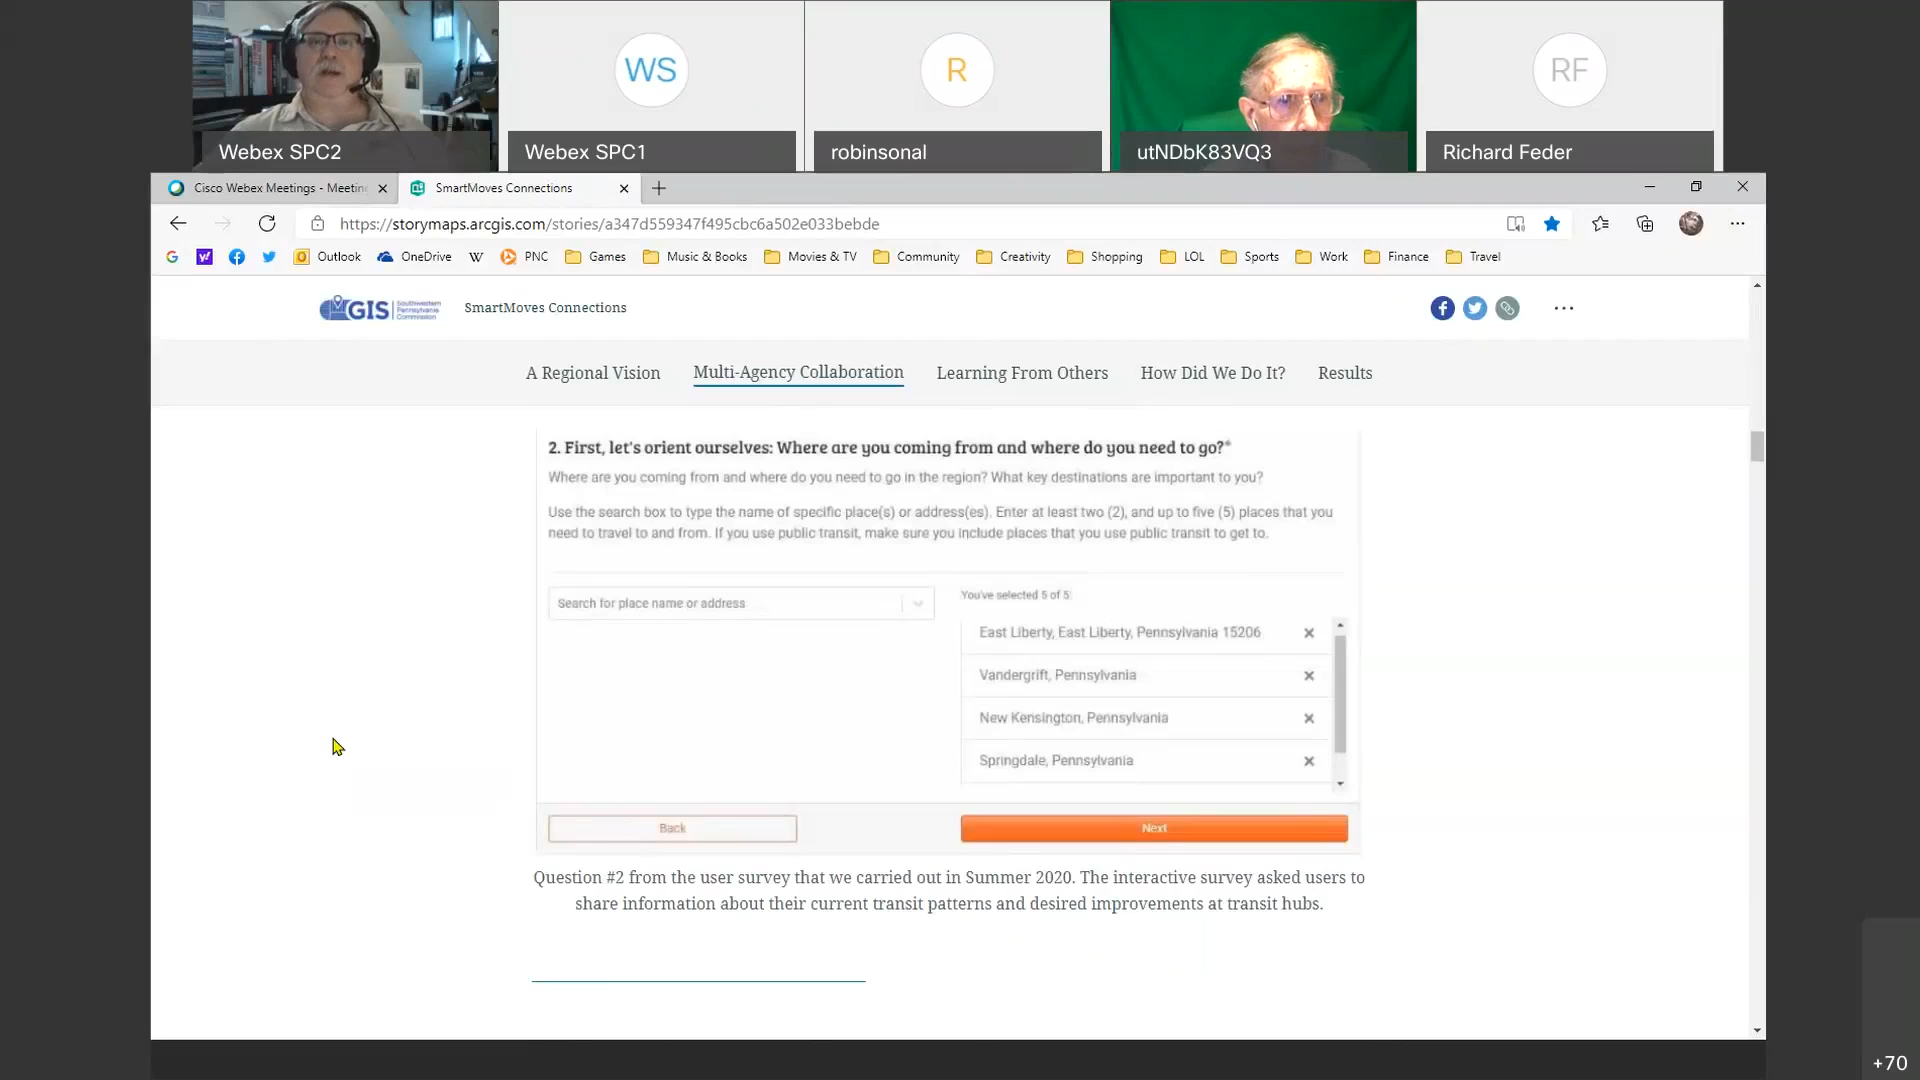 WS
R
RF
Webex SPC2
Webex SPC1
robinsonal
utNDbK83VQ3
Richard Feder
Cisco Webex Meetings - Meetin
SmartMoves Connections
https://storymaps.arcgis.com/stories/a347d559347f495cbc6a502e033bebde
Outlook
OneDrive
W
PNC
Games
Music & Books
Movies & TV
Community
Creativity
Shopping
LOL
Sports
Work
Finance
Travel
GIS
Southwestern
Pennsylvania
Commission
SmartMoves Connections
A Regional Vision
Multi-Agency Collaboration
Learning From Others
How Did We Do It?
Results
2. First, let's orient ourselves: Where are you coming from and where do you need to go?*
Where are you coming from and where do you need to go in the region? What key destinations are important to you?
Use the search box to type the name of specific place(s) or address(es). Enter at least two (2), and up to five (5) places that you
need to travel to and from. If you use public transit, make sure you include places that you use public transit to get to.
Search for place name or address
You've selected 5 of 5:
East Liberty, East Liberty, Pennsylvania 15206
Vandergrift, Pennsylvania
New Kensington, Pennsylvania
Springdale, Pennsylvania
Back
Next
Question #2 from the user survey that we carried out in Summer 2020. The interactive survey asked users to
share information about their current transit patterns and desired improvements at transit hubs.
+70